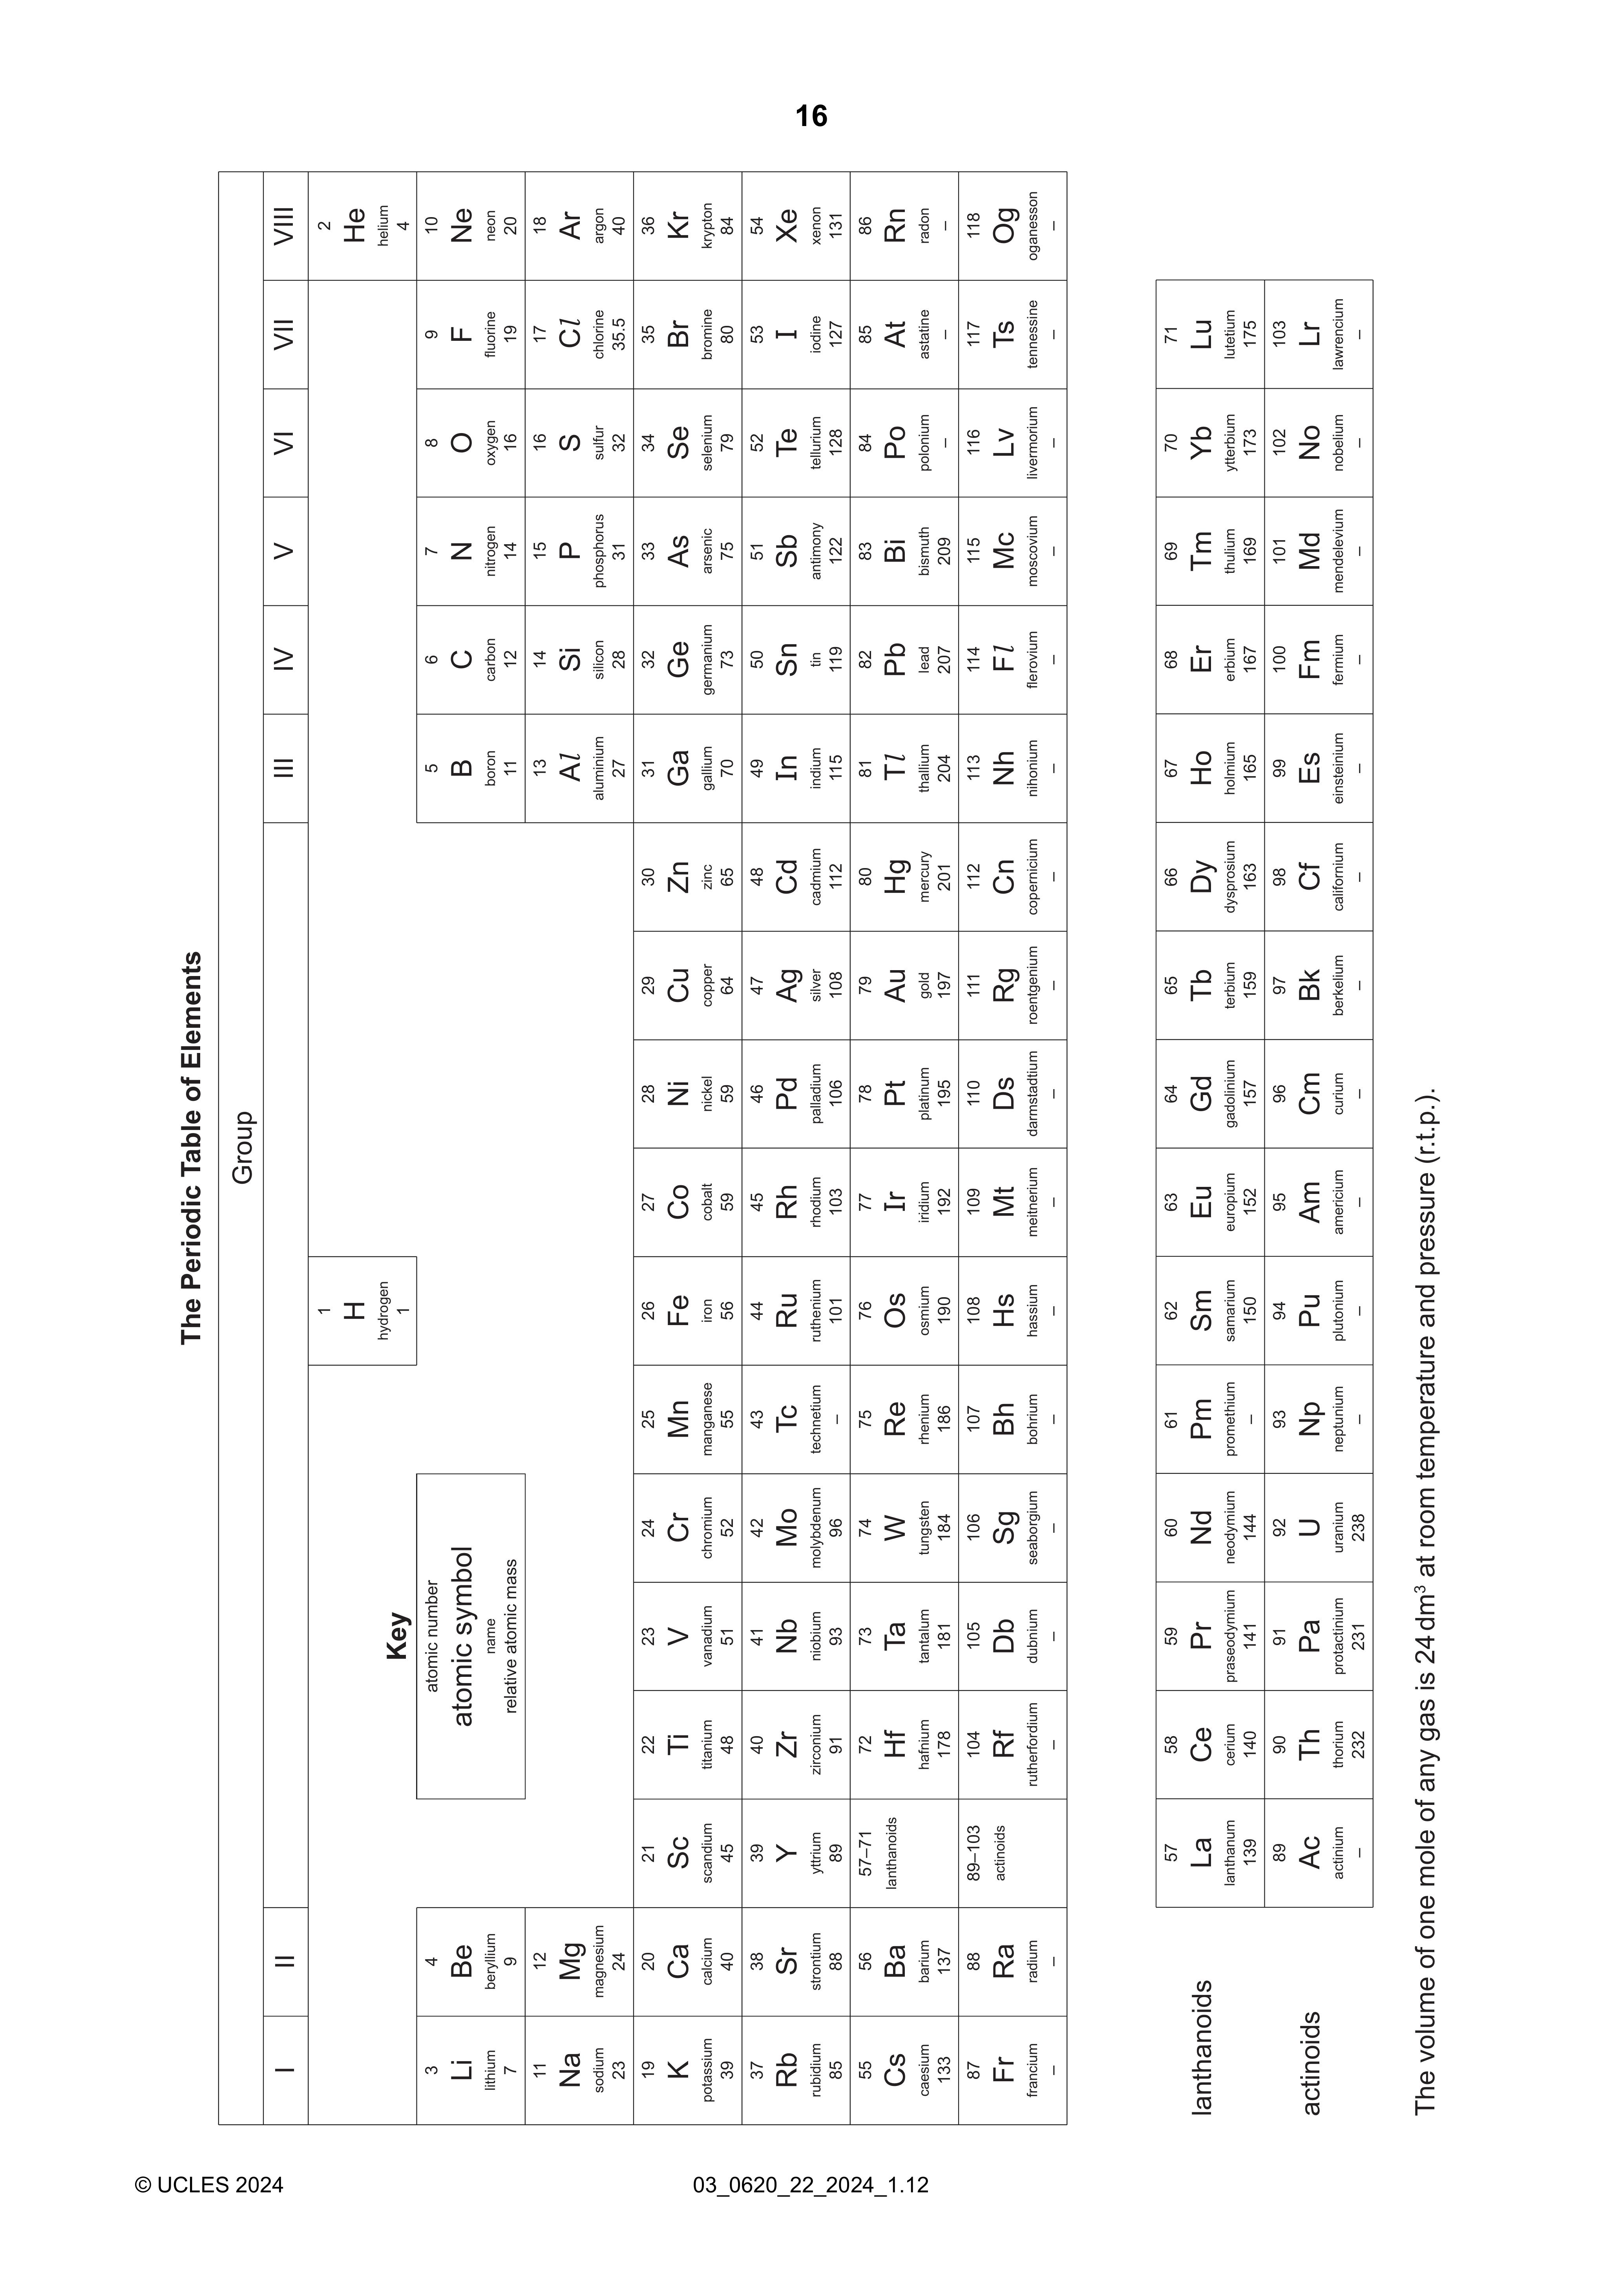 16
The Periodic Table of Elements
Group
I II III IV V VI VII VIII
1
H
hydrogen
1
2
He
helium
4
Key
atomic number
atomic symbol
name
relative atomic mass
3 4 5 6 7 8 9 10
Li Be B C N O F Ne
lithium beryllium boron carbon nitrogen oxygen fluorine neon
7 9 11 12 14 16 19 20
11 12 13 14 15 16 17 18
Na Mg Al Si P S Cl Ar
sodium magnesium aluminium silicon phosphorus sulfur chlorine argon
23 24 27 28 31 32 35.5 40
19 20 21 22 23 24 25 26 27 28 29 30 31 32 33 34 35 36
K Ca Sc Ti V Cr Mn Fe Co Ni Cu Zn Ga Ge As Se Br Kr
potassium calcium scandium titanium vanadium chromium manganese iron cobalt nickel copper zinc gallium germanium arsenic selenium bromine krypton
39 40 45 48 51 52 55 56 59 59 64 65 70 73 75 79 80 84
37 38 39 40 41 42 43 44 45 46 47 48 49 50 51 52 53 54
Rb Sr Y Zr Nb Mo Tc Ru Rh Pd Ag Cd In Sn Sb Te I Xe
rubidium strontium yttrium zirconium niobium molybdenum technetium ruthenium rhodium palladium silver cadmium indium tin antimony tellurium iodine xenon
85 88 89 91 93 96 – 101 103 106 108 112 115 119 122 128 127 131
55 56 57–71 72 73 74 75 76 77 78 79 80 81 82 83 84 85 86
Cs Ba lanthanoids Hf Ta W Re Os Ir Pt Au Hg Tl Pb Bi Po At Rn
caesium barium hafnium tantalum tungsten rhenium osmium iridium platinum gold mercury thallium lead bismuth polonium astatine radon
133 137 178 181 184 186 190 192 195 197 201 204 207 209 – – –
87 88 89–103 104 105 106 107 108 109 110 111 112 113 114 115 116 117 118
Fr Ra actinoids Rf Db Sg Bh Hs Mt Ds Rg Cn Nh Fl Mc Lv Ts Og
francium radium rutherfordium dubnium seaborgium bohrium hassium meitnerium darmstadtium roentgenium copernicium nihonium flerovium moscovium livermorium tennessine oganesson
– – – – – – – – – – – – – – – – –
57 58 59 60 61 62 63 64 65 66 67 68 69 70 71
lanthanoids La Ce Pr Nd Pm Sm Eu Gd Tb Dy Ho Er Tm Yb Lu
lanthanum cerium praseodymium neodymium promethium samarium europium gadolinium terbium dysprosium holmium erbium thulium ytterbium lutetium
139 140 141 144 – 150 152 157 159 163 165 167 169 173 175
89 90 91 92 93 94 95 96 97 98 99 100 101 102 103
actinoids Ac Th Pa U Np Pu Am Cm Bk Cf Es Fm Md No Lr
actinium thorium protactinium uranium neptunium plutonium americium curium berkelium californium einsteinium fermium mendelevium nobelium lawrencium
– 232 231 238 – – – – – – – – – – –
The volume of one mole of any gas is 24 dm³ at room temperature and pressure (r.t.p.).
© UCLES 2024 03_0620_22_2024_1.12